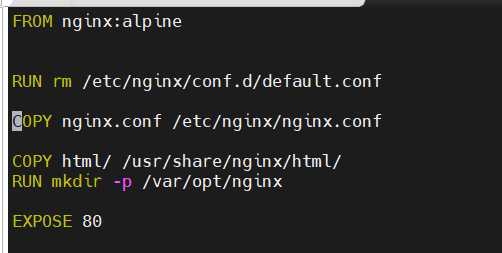 FROM nginx:alpine
RUN rm /etc/nginx/conf.d/default.conf
COPY nginx.conf /etc/nginx/nginx.conf
COPY html/ /usr/share/nginx/html/
RUN mkdir -p /var/opt/nginx
EXPOSE 80